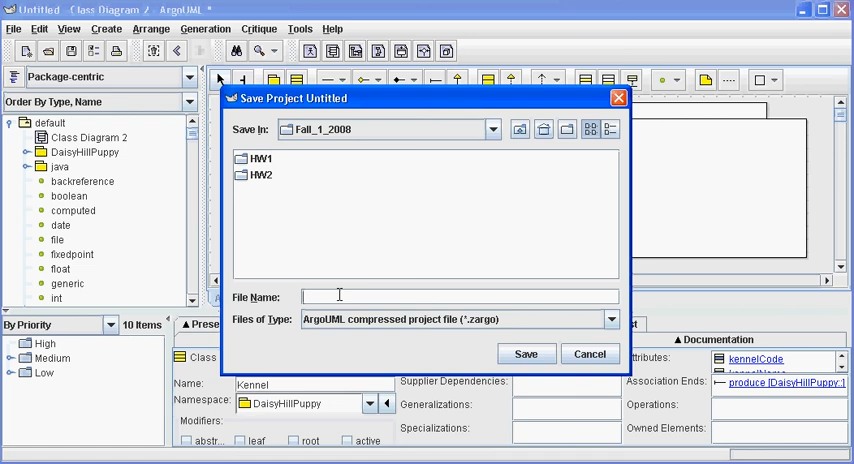 Untitled - Class Diagram 2 - ArgoUML *
File Edit View Create Arrange Generation Critique Tools Help
Package-centric
Order By Type, Name
default
Class Diagram 2
DaisyHillPuppy
java
backreference
boolean
computed
date
file
fixedpoint
float
generic
int
Save Project Untitled
Save In: Fall_1_2008
HW1
HW2
File Name:
Files of Type: ArgoUML compressed project file (*.zargo)
Save Cancel
By Priority 10 Items
High
Medium
Low
▲ Documentation
Class
Name: Kernel
Namespace: DaisyHillPuppy
Modifiers:
abstr... leaf root active
Supplier Dependencies:
Generalizations:
Specializations:
kennelCode
Association Ends: produce [DaisyHillPuppy::]
Operations:
Owned Elements: